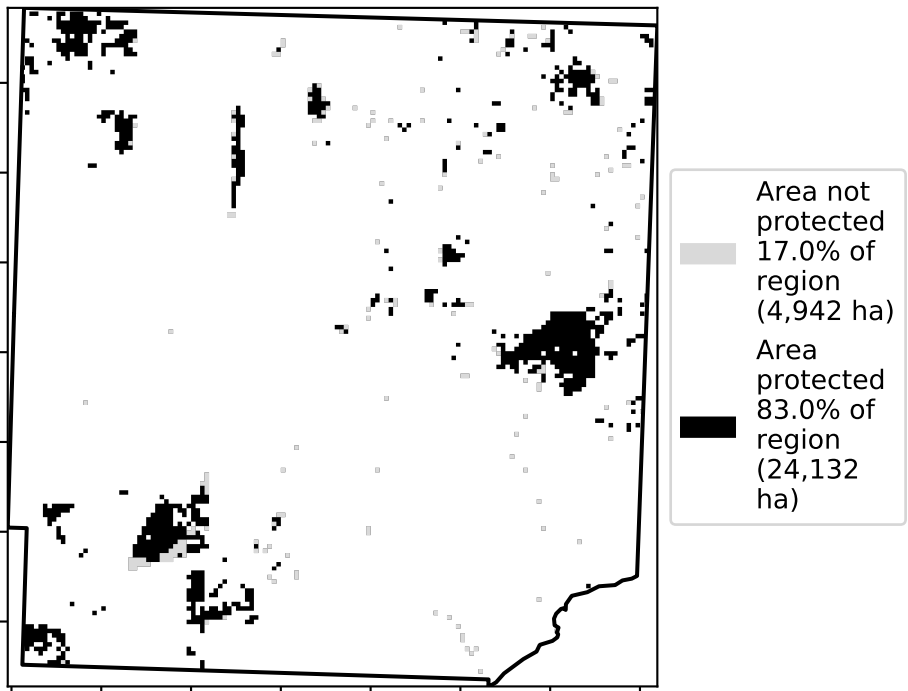 Area not
protected
17.0% of
region
(4,942 ha)
Area
protected
83.0% of
region
(24,132
ha)